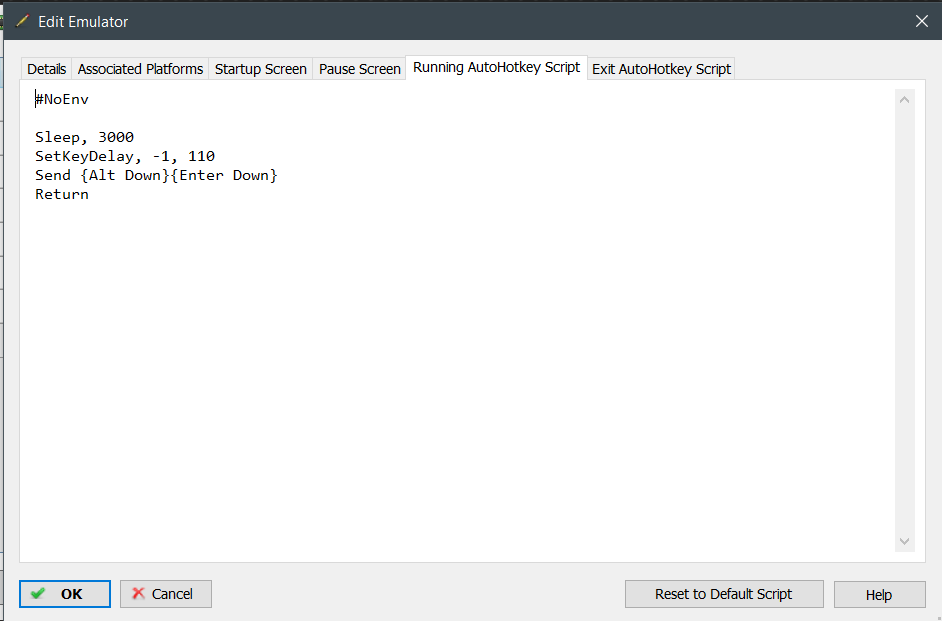 Edit Emulator
Details Associated Platforms Startup Screen Pause Screen Running AutoHotkey Script Exit AutoHotkey Script
#NoEnv
Sleep, 3000
SetKeyDelay, -1, 110
Send {Alt Down}{Enter Down}
Return
OK Cancel Reset to Default Script Help